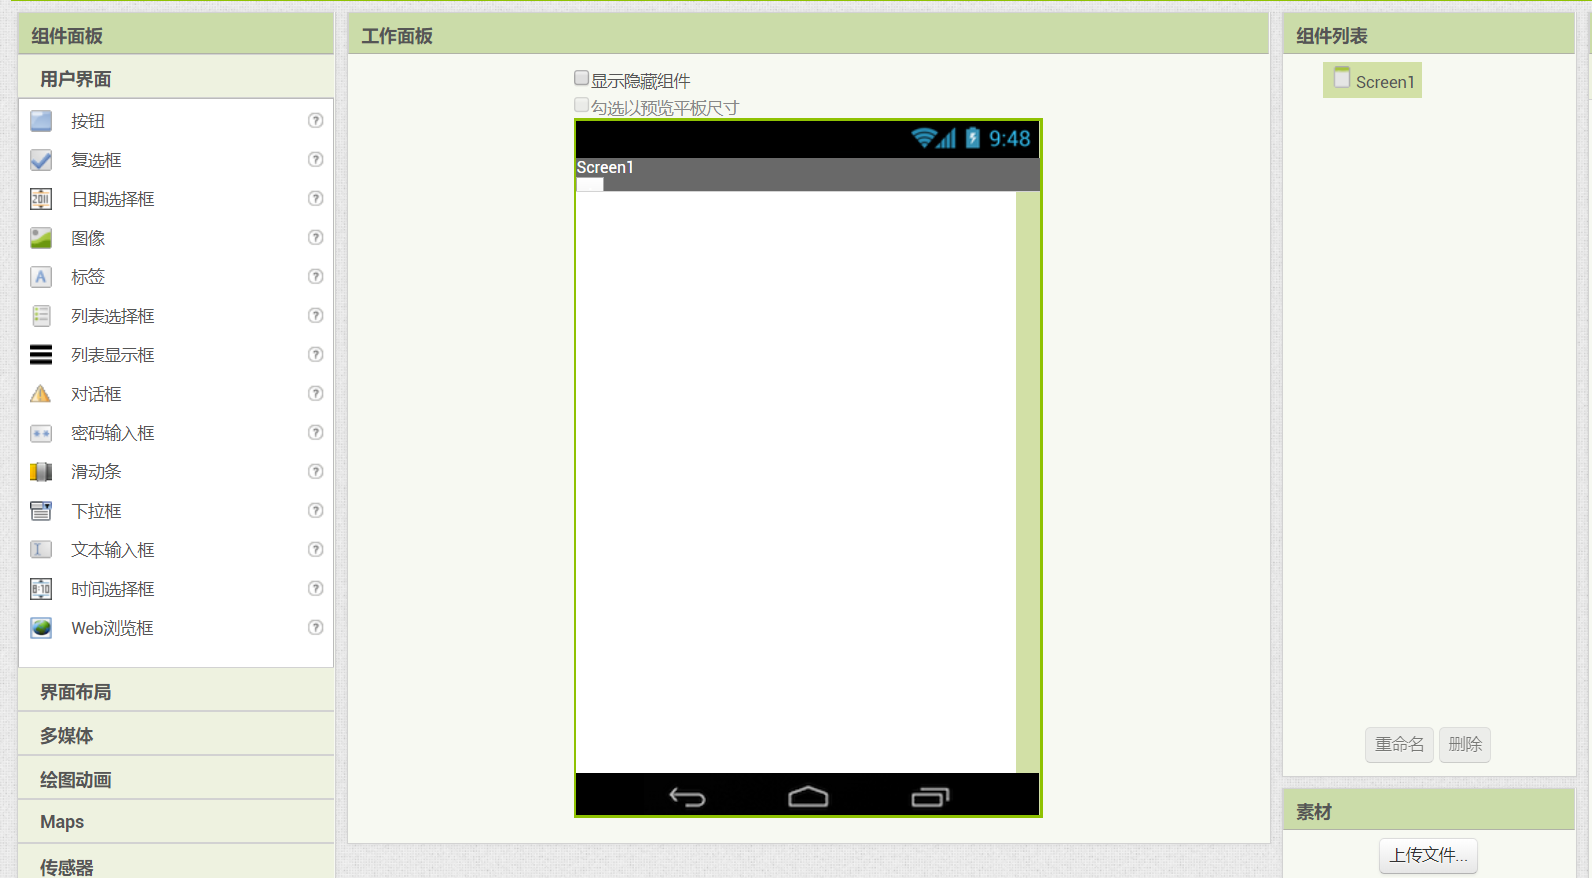 组件面板
用户界面
按钮
复选框
日期选择框
图像
标签
列表选择框
列表显示框
对话框
密码输入框
滑动条
下拉框
文本输入框
时间选择框
Web浏览框
界面布局
多媒体
绘图动画
Maps
传感器
工作面板
显示隐藏组件
勾选以预览平板尺寸
9:48
Screen1
组件列表
Screen1
重命名 删除
素材
上传文件...